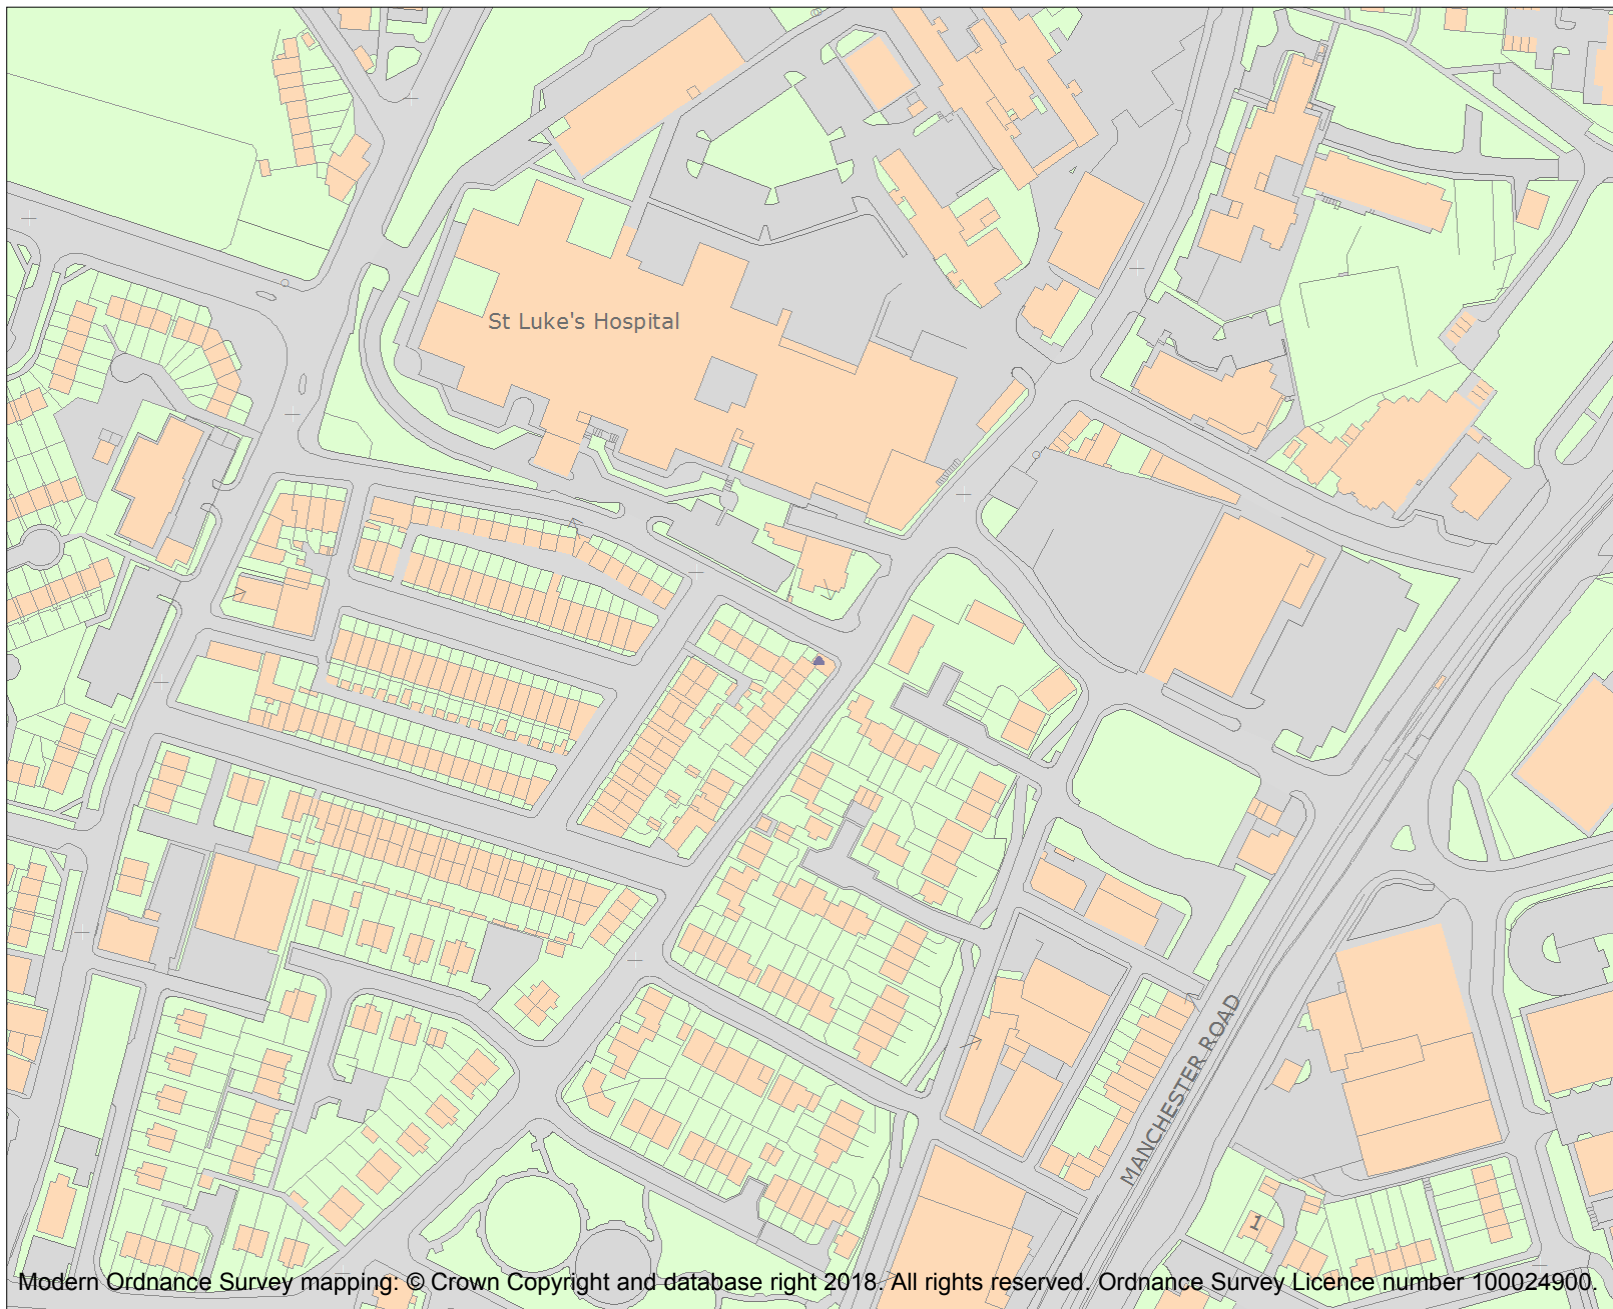 St Luke's Hospital
MANCHESTER ROAD
1
Modern Ordnance Survey mapping: © Crown Copyright and database right 2018. All rights reserved. Ordnance Survey Licence number 100024900.